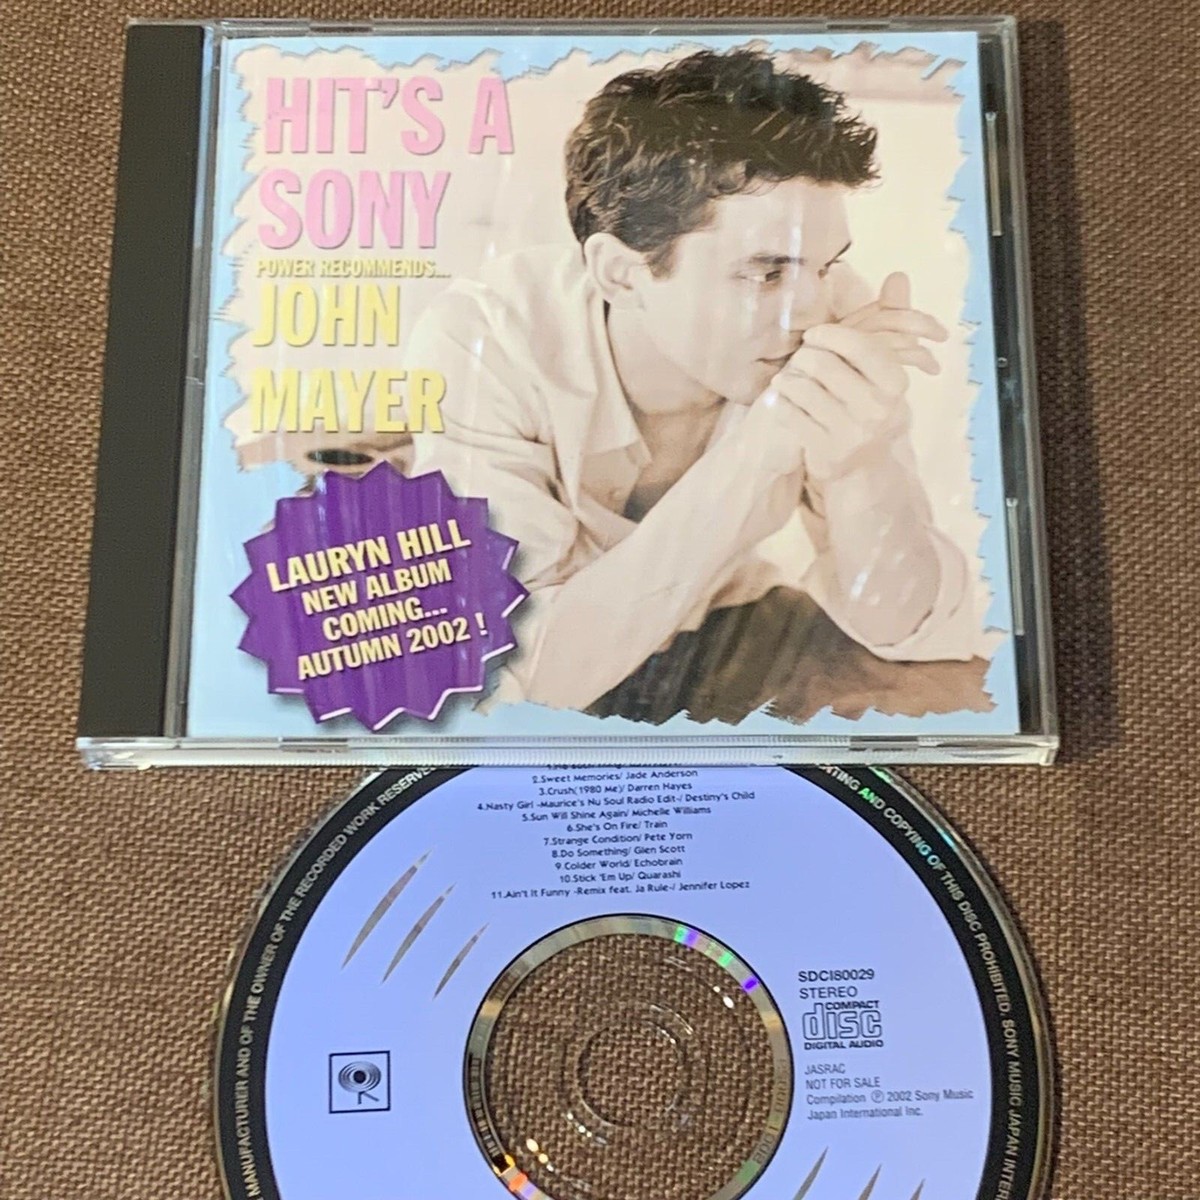 HIT'S A
SONY
POWER RECOMMENDS...
JOHN
MAYER
LAURYN HILL
NEW ALBUM
COMING...
AUTUMN 2002 !
2.Sweet Memories/ Jade Anderson
3.Crush(1980 Me)/ Darren Hayes
4.Nasty Girl -Maurice's Nu Soul Radio Edit-/ Destiny's Child
5.Sun Will Shine Again/ Michelle Williams
6.She's On Fire/ Train
7.Strange Condition/ Pete Yorn
8.Do Something/ Glen Scott
9.Colder World/ Echobrain
10.Stick 'Em Up/ Quarashi
11.Ain't It Funny -Remix feat. Ja Rule-/ Jennifer Lopez
SDCI80029
STEREO
COMPACT
disc
DIGITAL AUDIO
JASRAC
NOT FOR SALE
Compilation Ⓟ 2002 Sony Music
Japan International Inc.
MANUFACTURER AND OF THE OWNER OF THE RECORDED WORK RESERVED
AND COPYING OF THIS DISC PROHIBITED. SONY MUSIC JAPAN